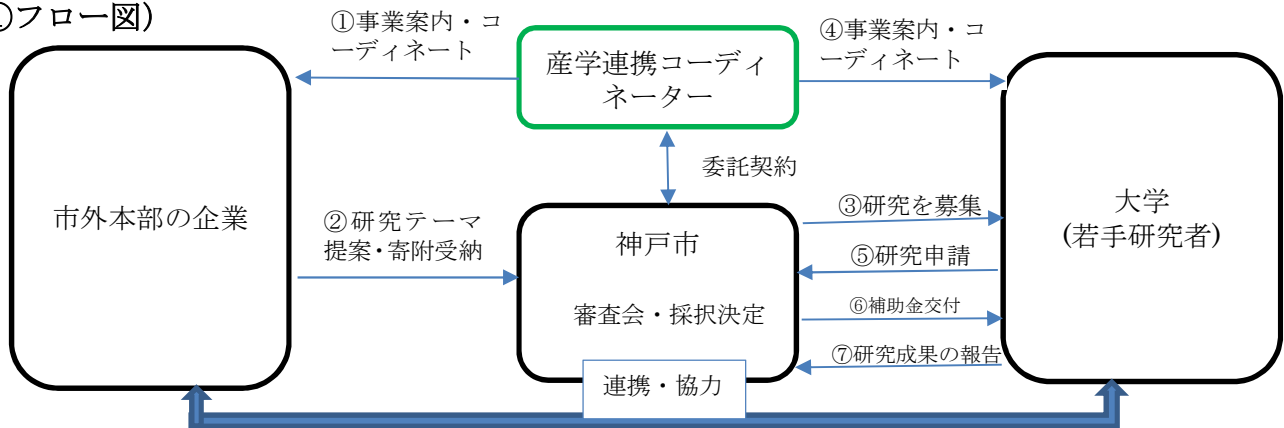 ①フロー図)
①事業案内・コ
ーディネート
産学連携コーディ
ネーター
④事業案内・コ
ーディネート
委託契約
市外本部の企業
②研究テーマ
提案・寄附受納
神戸市
審査会・採択決定
③研究を募集
⑤研究申請
⑥補助金交付
⑦研究成果の報告
大学
(若手研究者)
連携・協力